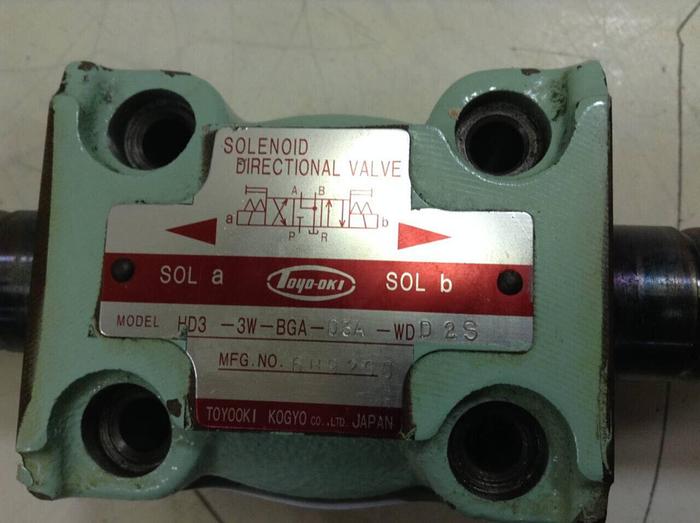 SOLENOID
DIRECTIONAL VALVE
A B
a b
P R
SOL a TOYO-OKI SOL b
MODEL HD3 -3W-BGA-03A -WD D2S
MFG.NO.
TOYOOKI KOGYO CO.,LTD. JAPAN